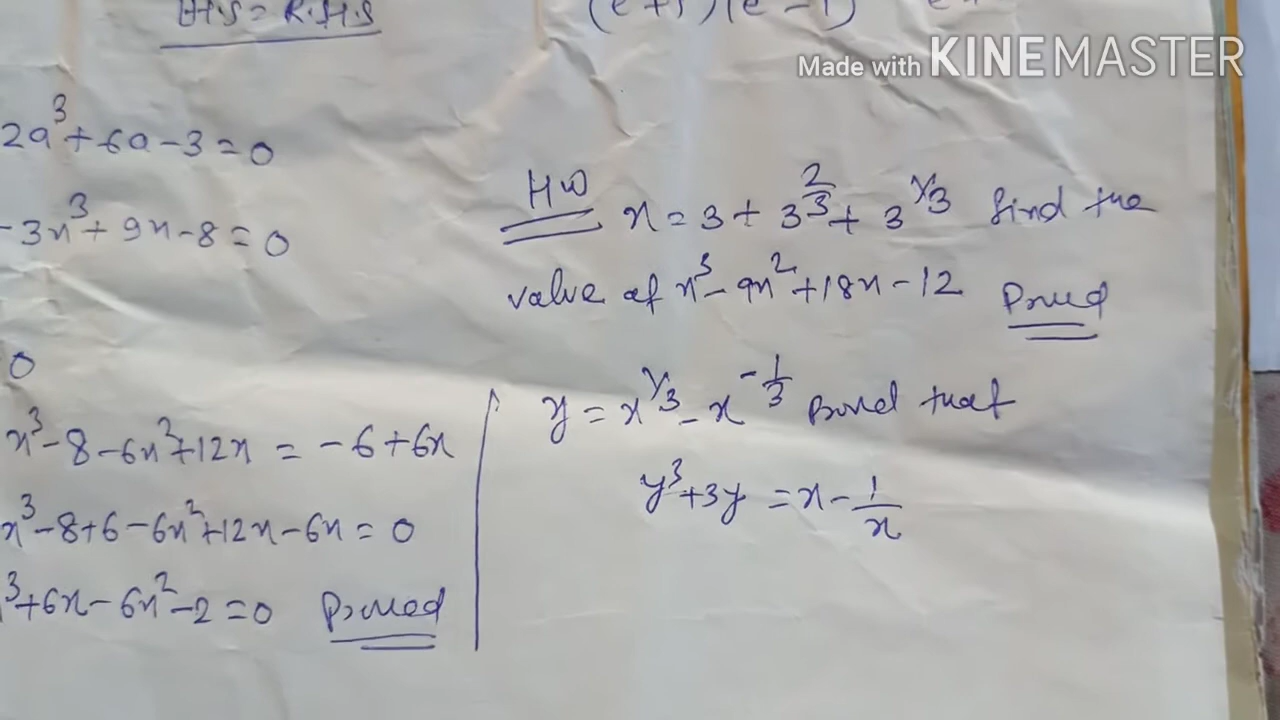 L.H.S = R.H.S
Made with KINEMASTER
2a³+6a-3=0
-3x³+9x-8=0
0
x³-8-6x²+12x = -6+6x
x³-8+6-6x²+12x-6x=0
³+6x-6x²-2=0 Proved
HW x = 3 + 3^(2/3) + 3^(1/3) find the
value of x³-9x²+18x-12
y = x^(1/3) - x^(-1/3) proved that
y³+3y = x - 1/x